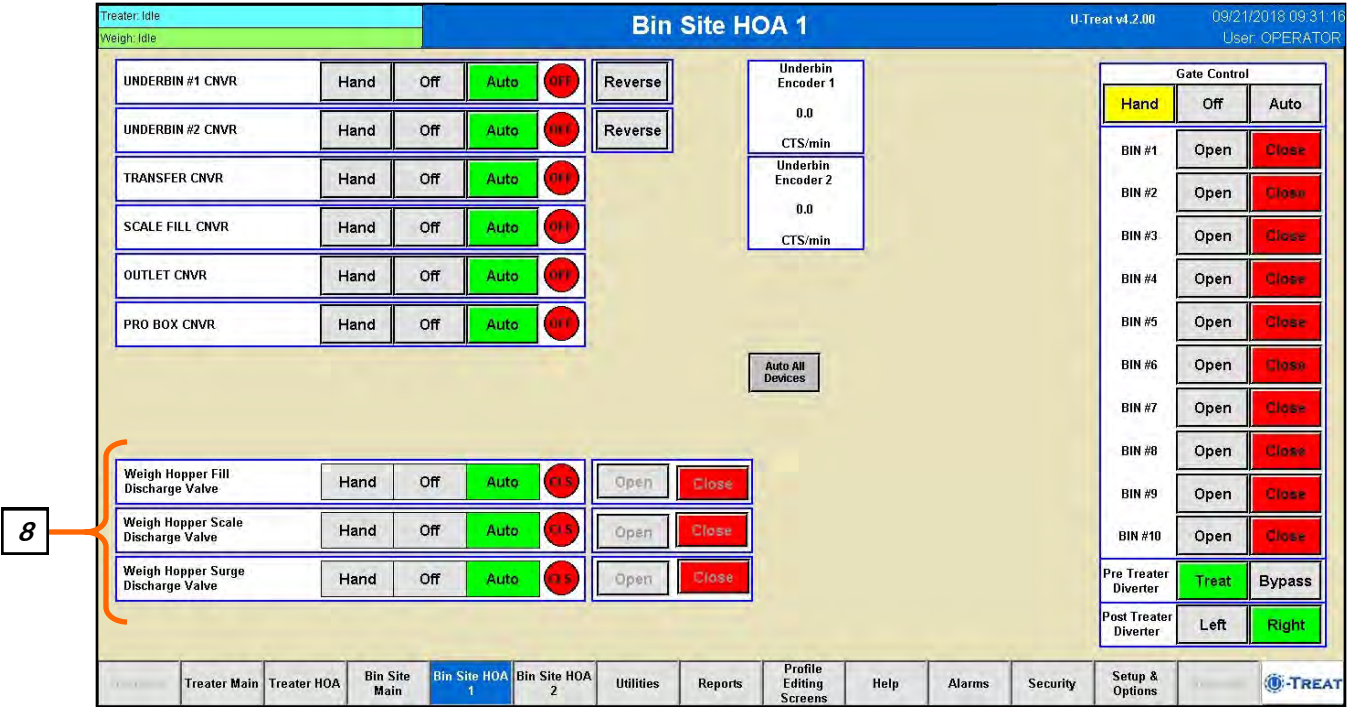 Treater: Idle
Weigh: Idle
Bin Site HOA 1
U-Treat v4.2.00
09/21/2018 09:31:16
User: OPERATOR
UNDERBIN #1 CNVR Hand Off Auto OFF Reverse
UNDERBIN #2 CNVR Hand Off Auto OFF Reverse
TRANSFER CNVR Hand Off Auto OFF
SCALE FILL CNVR Hand Off Auto OFF
OUTLET CNVR Hand Off Auto OFF
PRO BOX CNVR Hand Off Auto OFF
Underbin
Encoder 1
0.0
CTS/min
Underbin
Encoder 2
0.0
CTS/min
Auto All
Devices
Gate Control
Hand Off Auto
BIN #1 Open Close
BIN #2 Open Close
BIN #3 Open Close
BIN #4 Open Close
BIN #5 Open Close
BIN #6 Open Close
BIN #7 Open Close
BIN #8 Open Close
BIN #9 Open Close
BIN #10 Open Close
Pre Treater
Diverter
Treat Bypass
Post Treater
Diverter
Left Right
8
Weigh Hopper Fill
Discharge Valve
Hand Off Auto CLS Open Close
Weigh Hopper Scale
Discharge Valve
Hand Off Auto CLS Open Close
Weigh Hopper Surge
Discharge Valve
Hand Off Auto CLS Open Close
Treater Main
Treater HOA
Bin Site
Main
Bin Site HOA
1
Bin Site HOA
2
Utilities
Reports
Profile
Editing
Screens
Help
Alarms
Security
Setup &
Options
U-TREAT